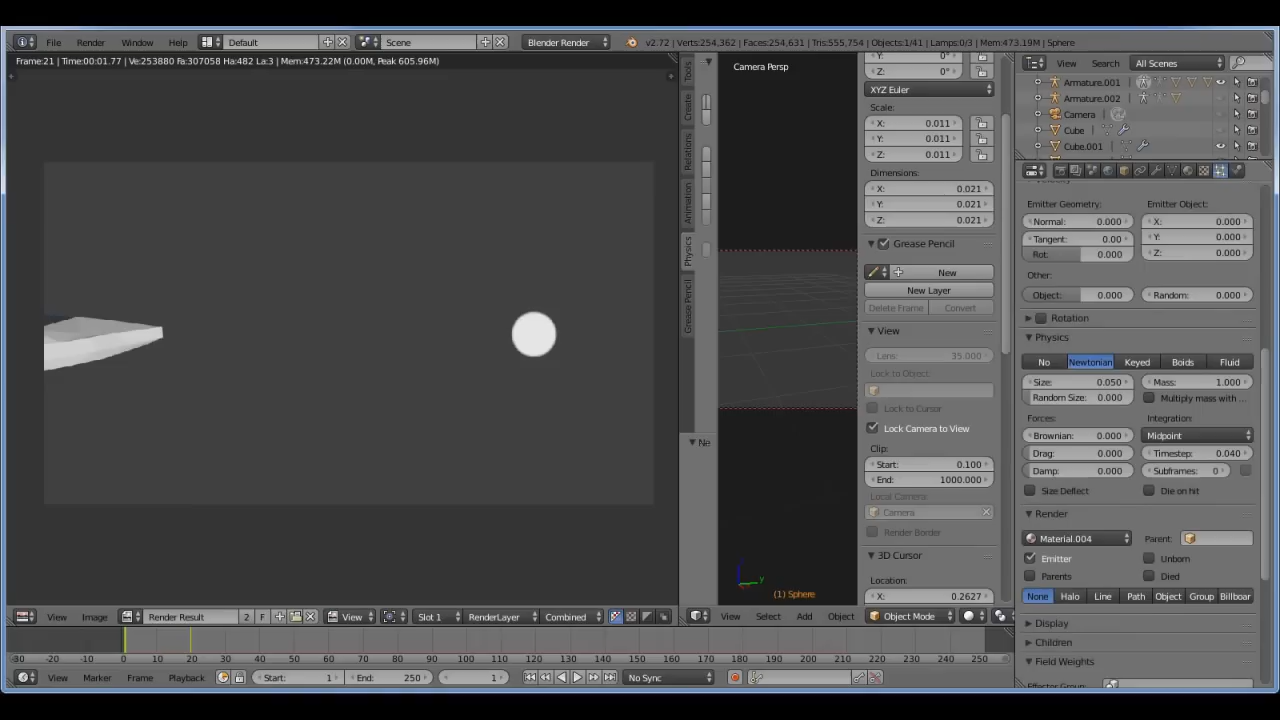 File Render Window Help Default Scene Blender Render v2.72 | Verts:254,362 | Faces:254,631 | Tris:555,754 | Objects:1/41 | Lamps:0/3 | Mem:473.19M | Sphere
Frame:21 | Time:00:01.77 | Ve:253880 Fa:307058 Ha:482 La:3 | Mem:473.22M (0.00M, Peak 605.96M)
Tools
Create
Relations
Animation
Physics
Grease Pencil
Ne
Camera Persp
(1) Sphere
y
Y: 0°
Z: 0°
XYZ Euler
Scale:
X: 0.011
Y: 0.011
Z: 0.011
Dimensions:
X: 0.021
Y: 0.021
Z: 0.021
Grease Pencil
New
New Layer
Delete Frame Convert
View
Lens: 35.000
Lock to Object:
Lock to Cursor
Lock Camera to View
Clip:
Start: 0.100
End: 1000.000
Local Camera:
Camera
Render Border
3D Cursor
Location:
X: 0.2627
View Search All Scenes
Armature.001
Armature.002
Camera
Cube
Cube.001
Emitter Geometry: Emitter Object:
Normal: 0.000 X: 0.000
Tangent: 0.00 Y: 0.000
Rot: 0.000 Z: 0.000
Other:
Object: 0.000 Random: 0.000
Rotation
Physics
No Newtonian Keyed Boids Fluid
Size: 0.050 Mass: 1.000
Random Size: 0.000 Multiply mass with ...
Forces: Integration:
Brownian: 0.000 Midpoint
Drag: 0.000 Timestep: 0.040
Damp: 0.000 Subframes: 0
Size Deflect Die on hit
Render
Material.004 Parent:
Emitter Unborn
Parents Died
None Halo Line Path Object Group Billboar
Display
Children
Field Weights
View Image Render Result 2 F View Slot 1 RenderLayer Combined
View Select Add Object Object Mode
-30 -20 -10 0 10 20 30 40 50 60 70 80 90 100 110 120 130 140 150 160 170 180 190 200 210 220 230 240 250
View Marker Frame Playback Start: 1 End: 250 1 No Sync